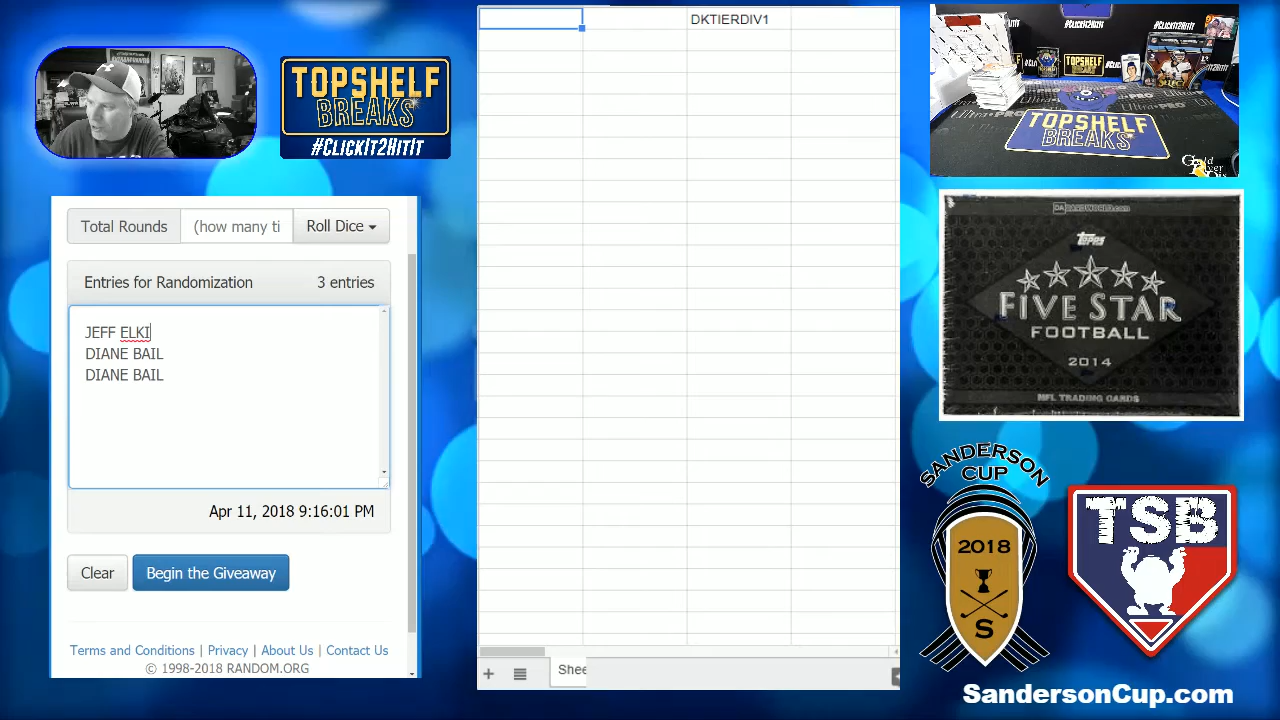 TOPSHELF
BREAKS
#CLICKIT2HITIT
Total Rounds
(how many ti
Roll Dice
Entries for Randomization
3 entries
JEFF ELKI
DIANE BAIL
DIANE BAIL
Apr 11, 2018 9:16:01 PM
Clear
Begin the Giveaway
Terms and Conditions | Privacy | About Us | Contact Us
© 1998-2018 RANDOM.ORG
DKTIERDIV1
Shee
TOPSHELF
BREAKS
Topps
FIVE STAR
FOOTBALL
2014
NFL TRADING CARDS
SANDERSON
CUP
2018
S
TSB
SandersonCup.com